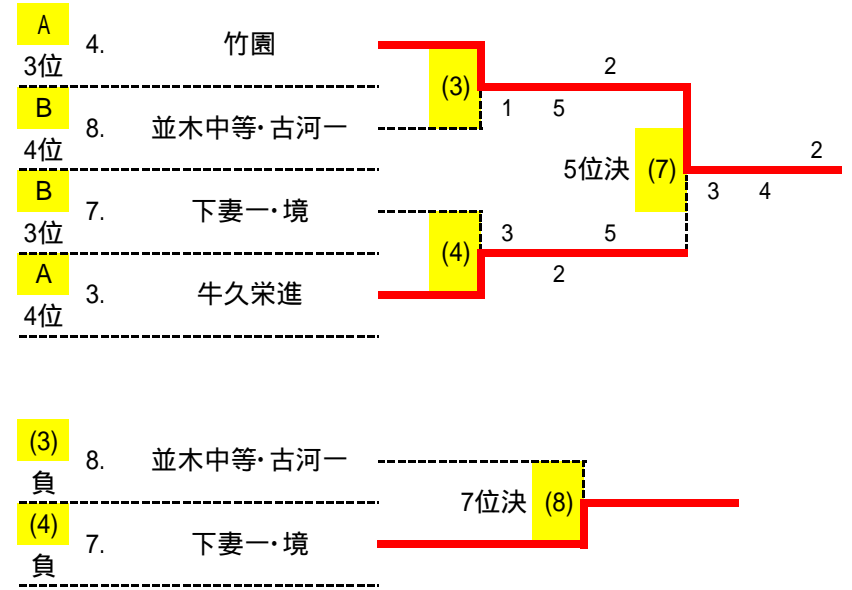 A
3位 4. 竹園
B
4位 8. 並木中等・古河一
B
3位 7. 下妻一・境
A
4位 3. 牛久栄進
(3)
2
1 5
(4)
3 5
2
5位決 (7)
2
3 4
(3)
負 8. 並木中等・古河一
(4)
負 7. 下妻一・境
7位決 (8)